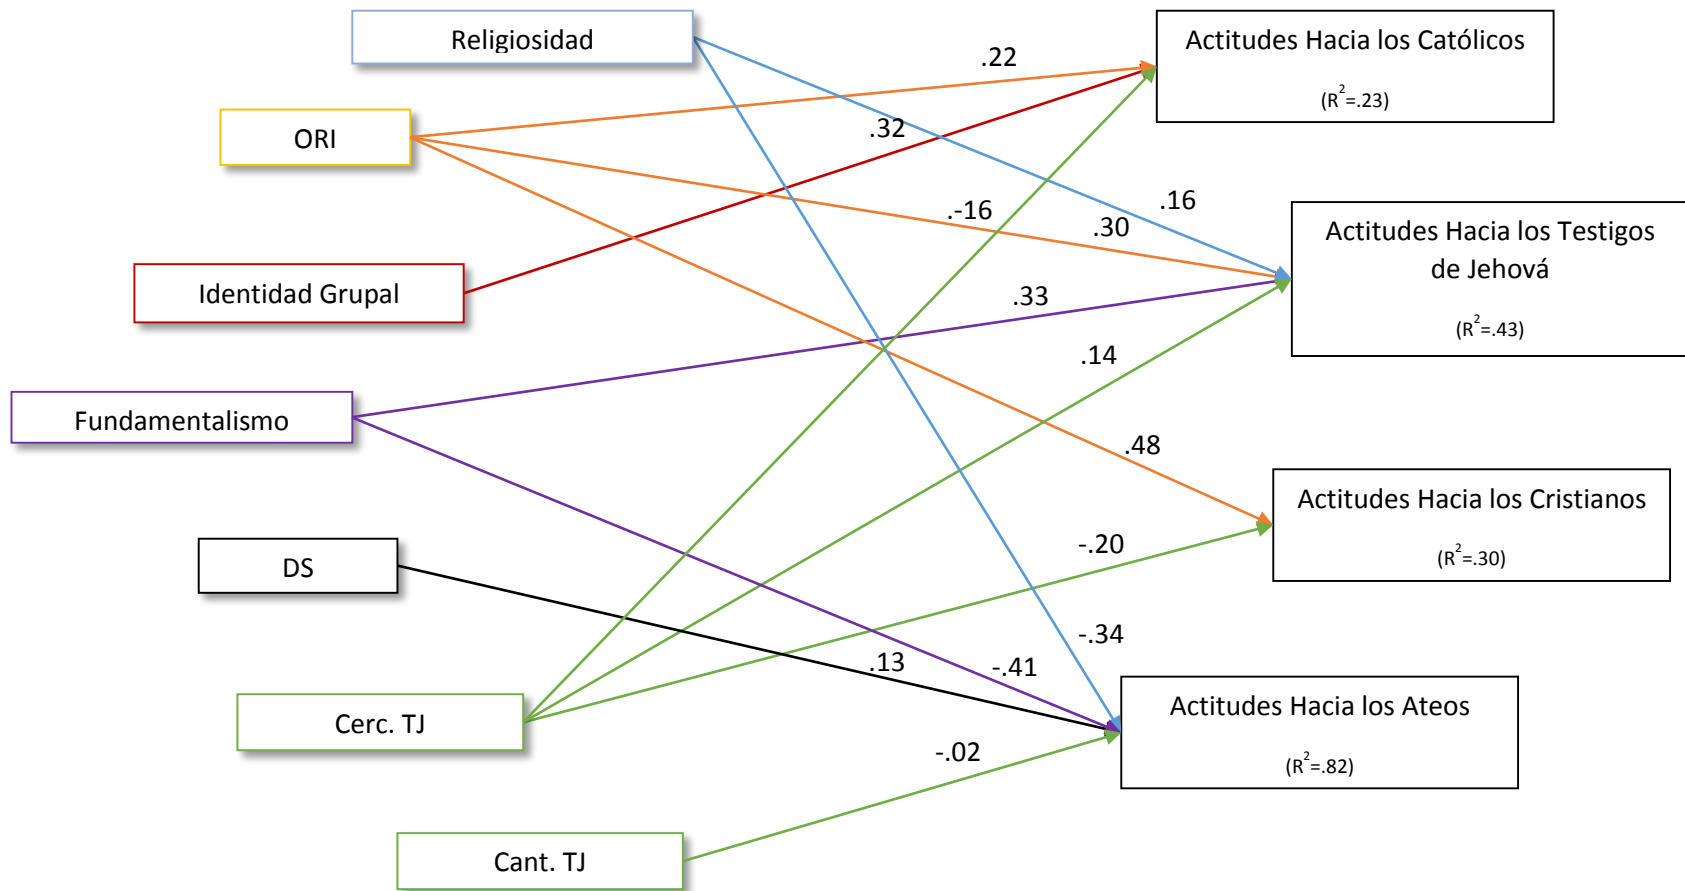 Religiosidad
Actitudes Hacia los Católicos
(R²=.23)
.22
ORI
.32
.16
.-16
.30
Actitudes Hacia los Testigos
de Jehová
(R²=.43)
Identidad Grupal
.33
.14
Fundamentalismo
.48
Actitudes Hacia los Cristianos
(R²=.30)
-.20
DS
-.34
.13
-.41
Cerc. TJ
Actitudes Hacia los Ateos
(R²=.82)
-.02
Cant. TJ